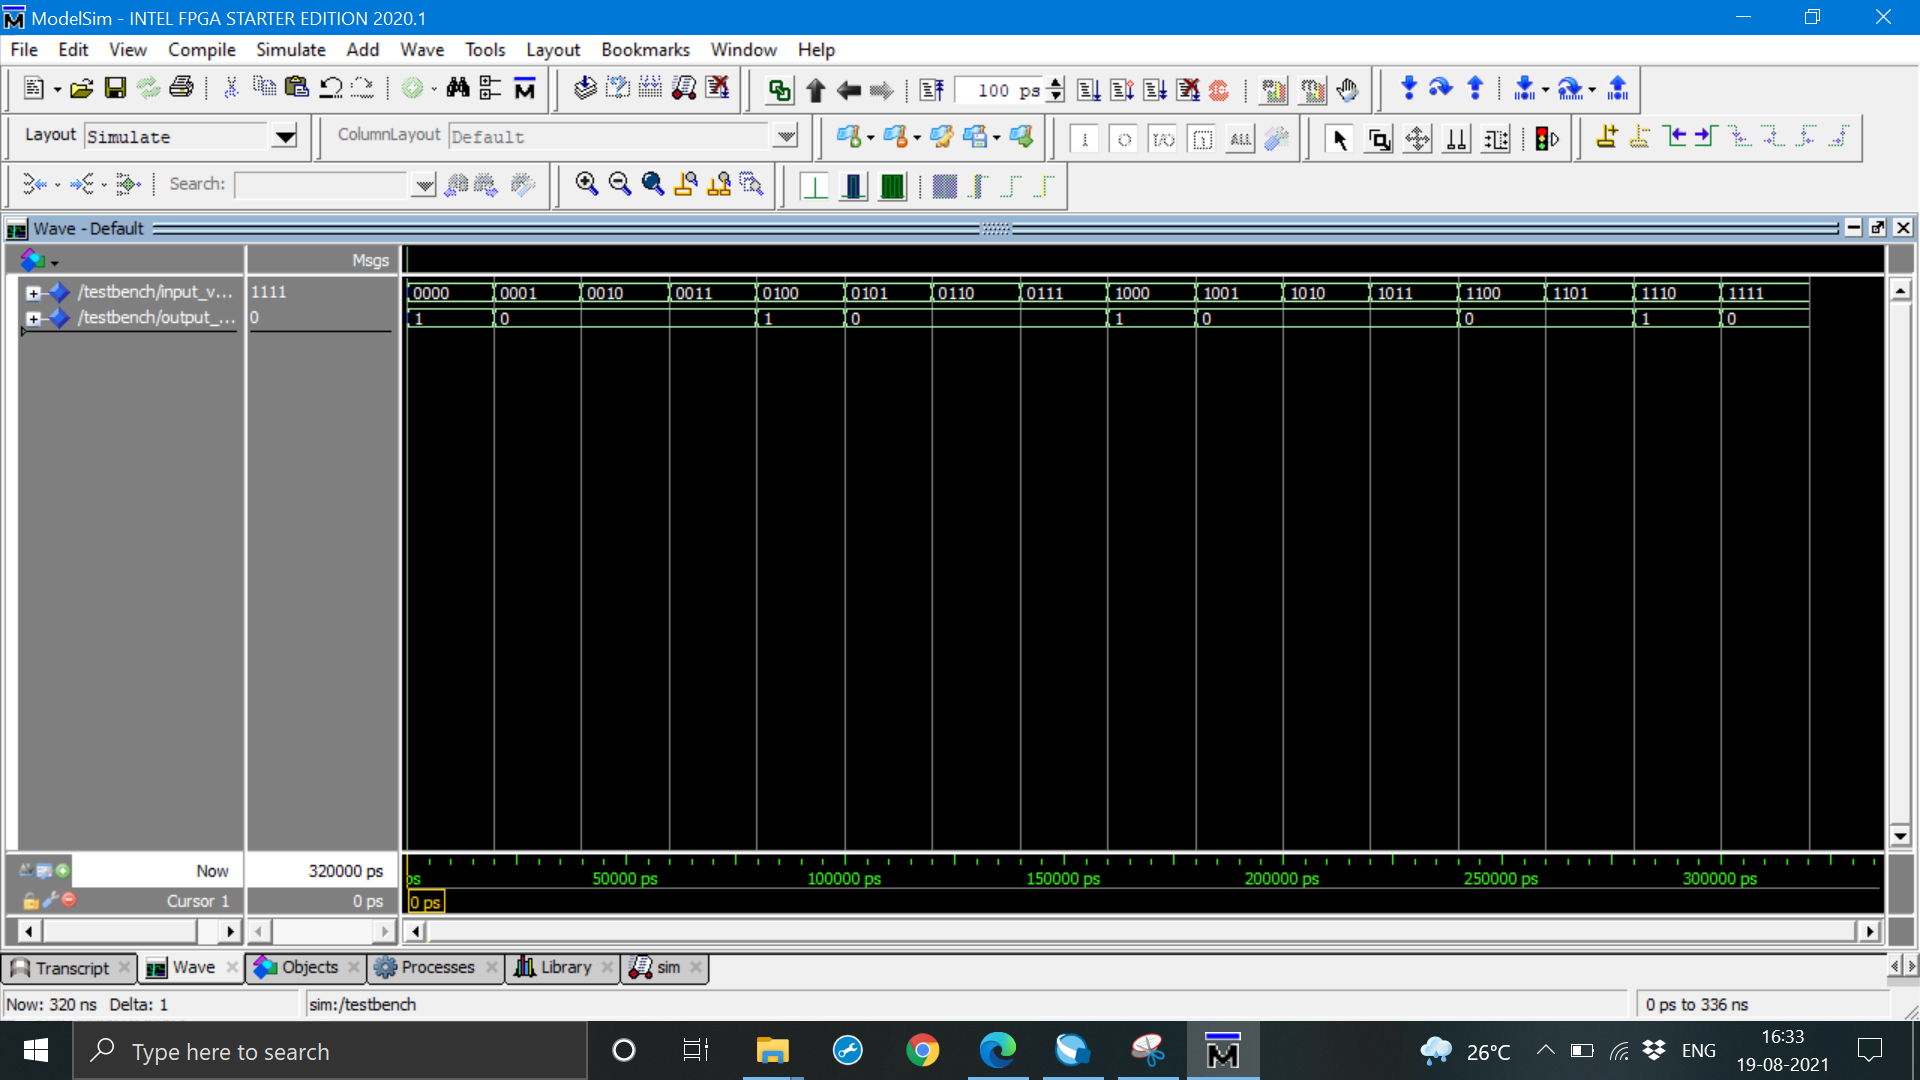 ModelSim - INTEL FPGA STARTER EDITION 2020.1
File Edit View Compile Simulate Add Wave Tools Layout Bookmarks Window Help
100 ps
Layout Simulate ColumnLayout Default ALL
Search:
Wave - Default
Msgs
/testbench/input_v... 1111 0000 0001 0010 0011 0100 0101 0110 0111 1000 1001 1010 1011 1100 1101 1110 1111
/testbench/output_... 0 1 0 1 0 1 0 0 1 0
Now 320000 ps ps 50000 ps 100000 ps 150000 ps 200000 ps 250000 ps 300000 ps
Cursor 1 0 ps 0 ps
Transcript Wave Objects Processes Library sim
Now: 320 ns Delta: 1 sim:/testbench 0 ps to 336 ns
Type here to search 26°C ENG 16:33
19-08-2021